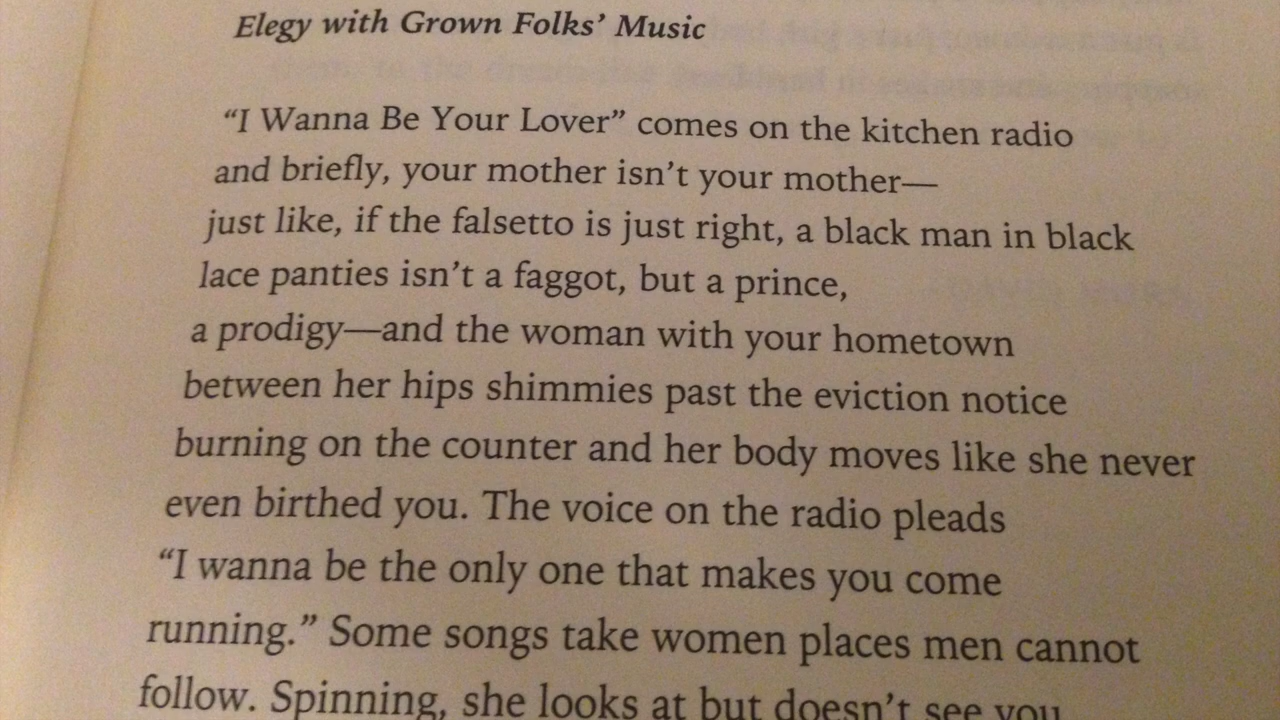 Elegy with Grown Folks’ Music
“I Wanna Be Your Lover” comes on the kitchen radio
and briefly, your mother isn’t your mother—
just like, if the falsetto is just right, a black man in black
lace panties isn’t a faggot, but a prince,
a prodigy—and the woman with your hometown
between her hips shimmies past the eviction notice
burning on the counter and her body moves like she never
even birthed you. The voice on the radio pleads
“I wanna be the only one that makes you come
running.” Some songs take women places men cannot
follow. Spinning, she looks at but doesn’t see you